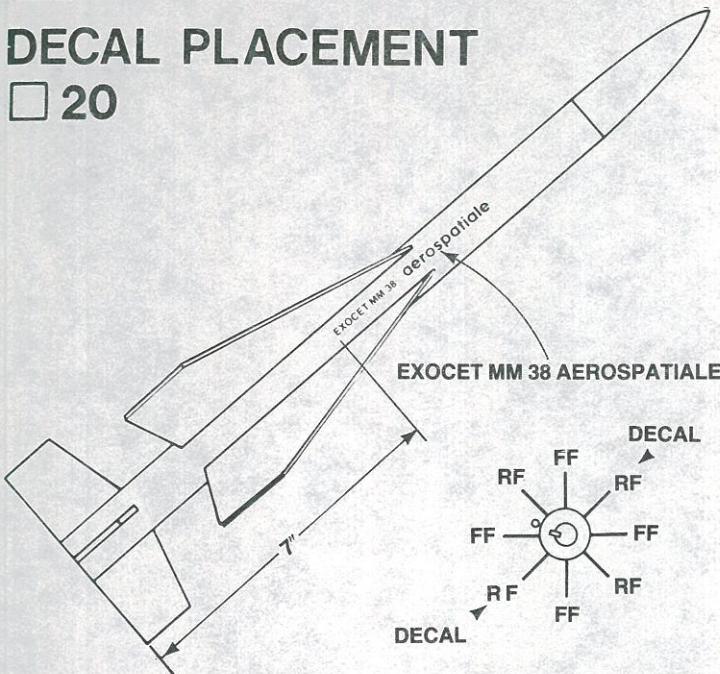 DECAL PLACEMENT
20
EXOCET MM 38 aerospatiale
EXOCET MM 38 AEROSPATIALE
7"
DECAL
FF
RF
RF
FF
FF
RF
RF
FF
DECAL